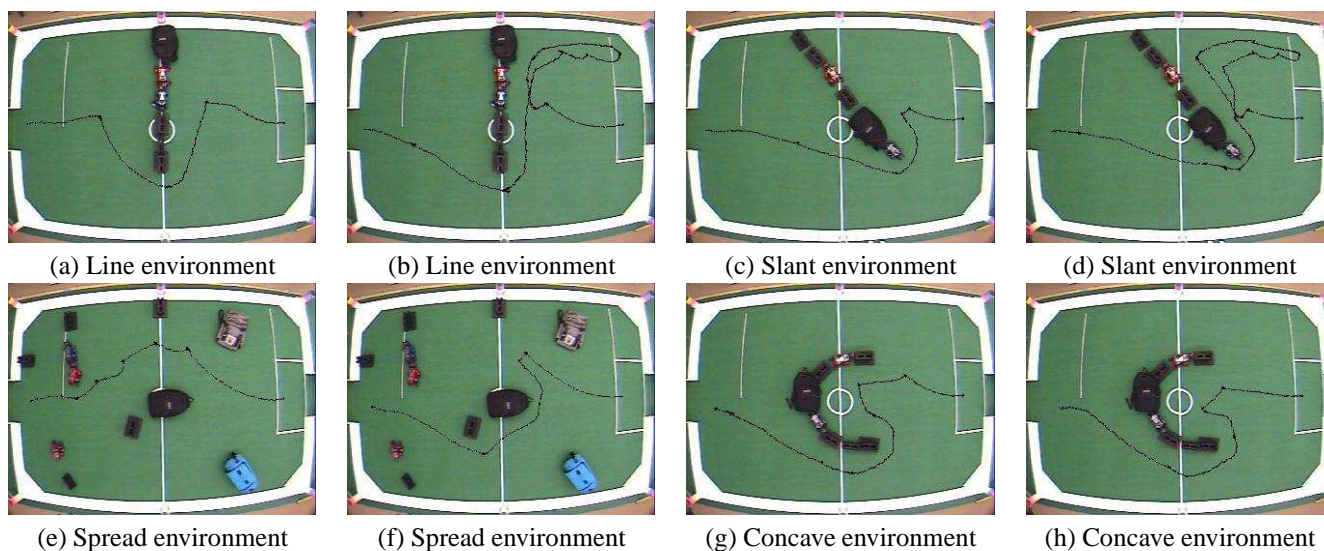 (a) Line environment
(b) Line environment
(c) Slant environment
(d) Slant environment
(e) Spread environment
(f) Spread environment
(g) Concave environment
(h) Concave environment